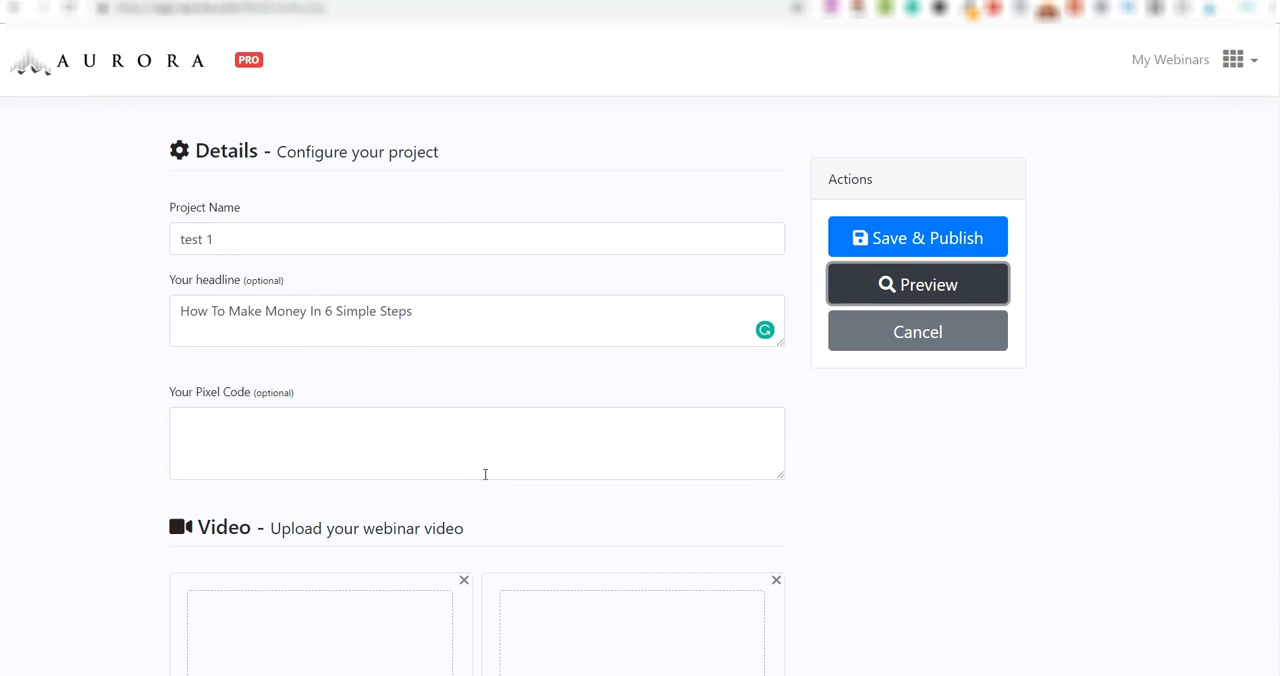 AURORA PRO
My Webinars
Details - Configure your project
Project Name
test 1
Your headline (optional)
How To Make Money In 6 Simple Steps
Your Pixel Code (optional)
Video - Upload your webinar video
Actions
Save & Publish
Preview
Cancel